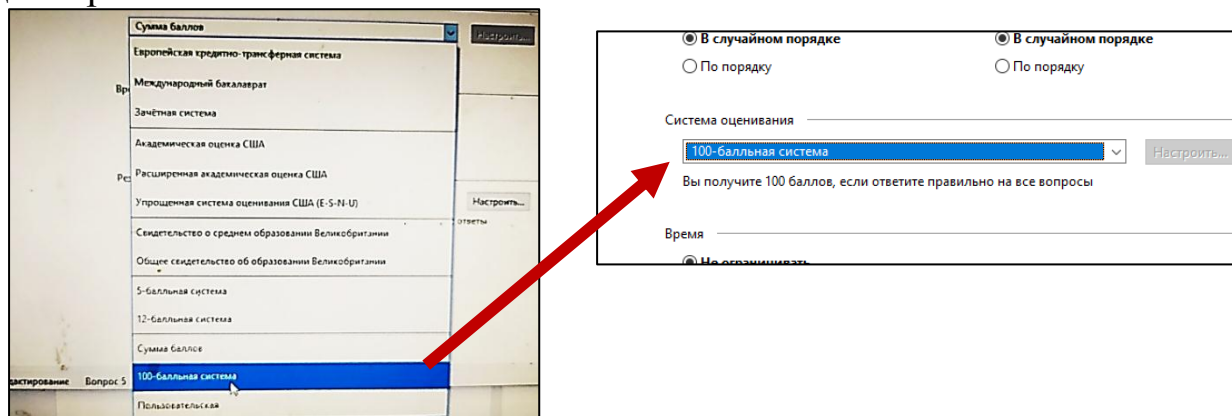 Сумма баллов
Настроить...
Европейская кредитно-трансферная система
Международный бакалавриат
Зачётная система
Академическая оценка США
Расширенная академическая оценка США
Упрощенная система оценивания США (E-S-N-U)
Настроить...
ответы
Свидетельство о среднем образовании Великобритании
Общее свидетельство об образовании Великобритании
5-балльная система
12-балльная система
Сумма баллов
100-балльная система
Вопрос 5
Пользовательская
В случайном порядке
В случайном порядке
По порядку
По порядку
Система оценивания
100-балльная система
Настроить...
Вы получите 100 баллов, если ответите правильно на все вопросы
Время
Не ограничивать